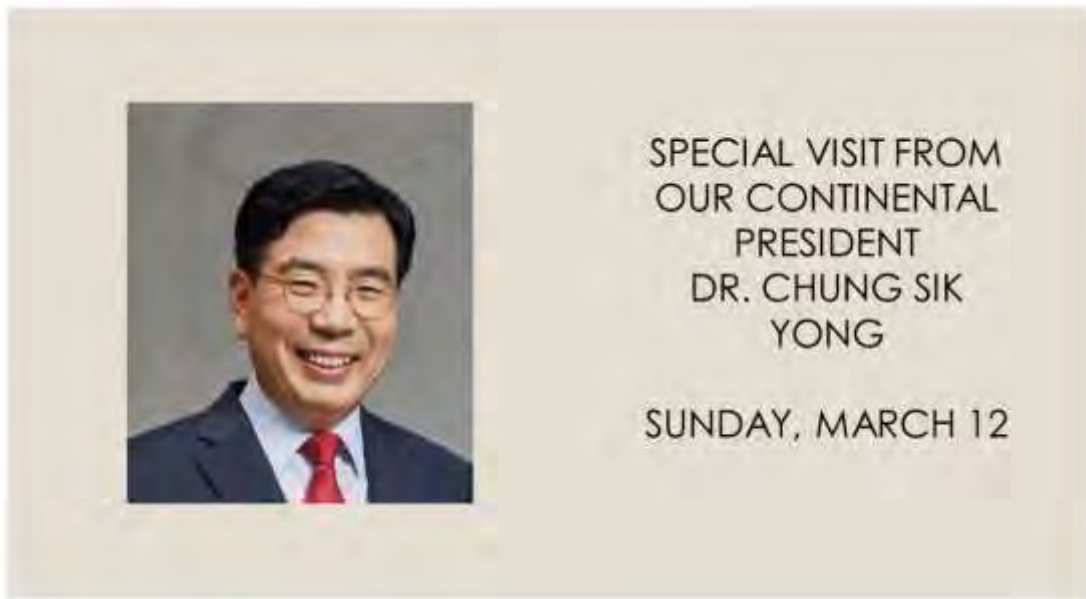 SPECIAL VISIT FROM
OUR CONTINENTAL
PRESIDENT
DR. CHUNG SIK
YONG
SUNDAY, MARCH 12